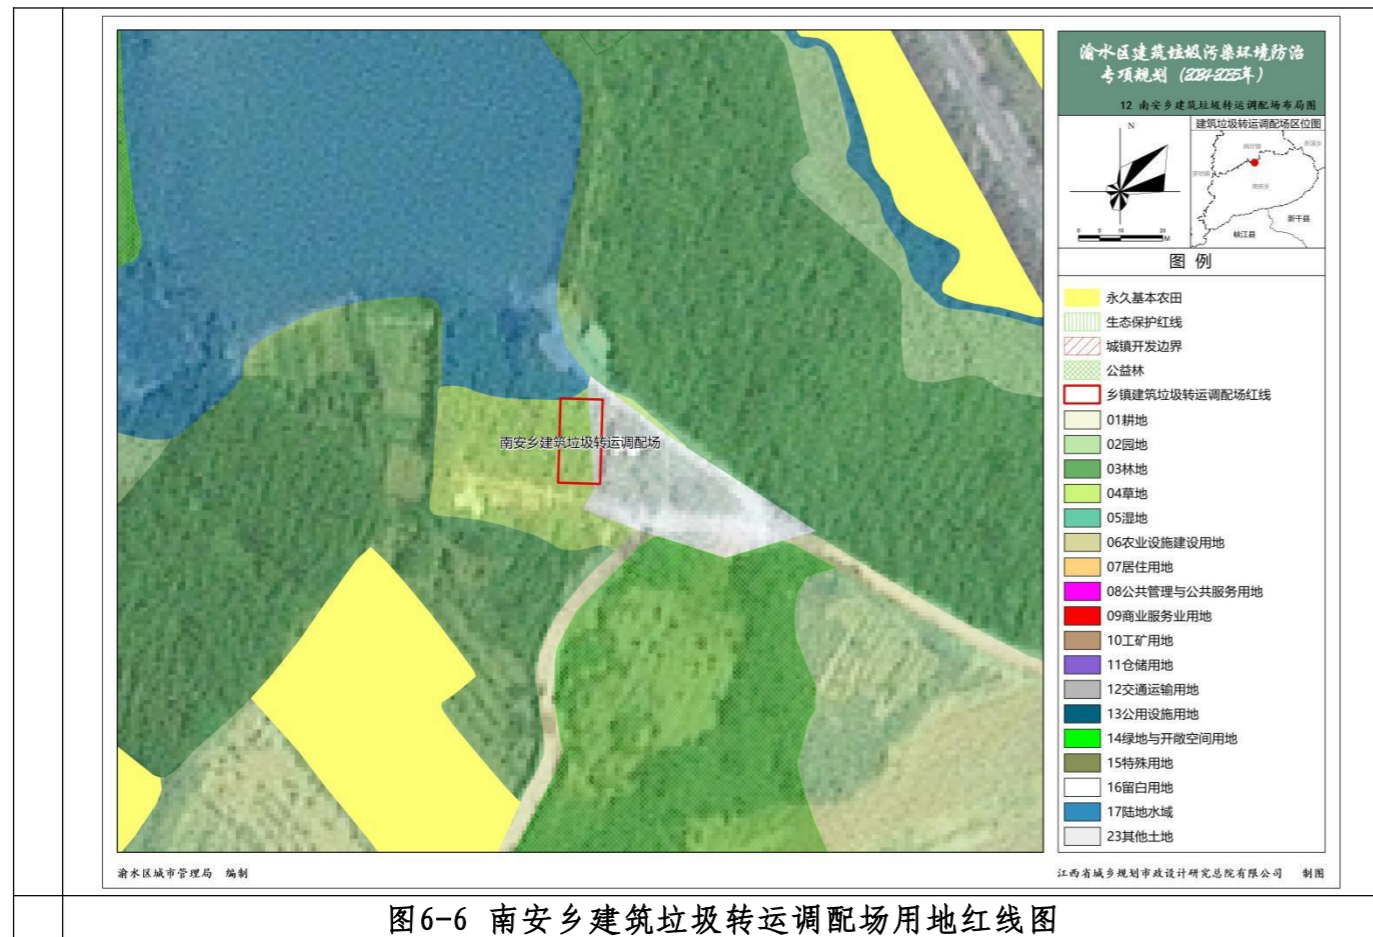 渝水区建筑垃圾污染环境防治
专项规划（2024-2035年）
12 南安乡建筑垃圾转运调配场布局图
N
建筑垃圾转运调配场区位图
南安乡
新干县
峡江县
0 5 10 20
M
图 例
永久基本农田
生态保护红线
城镇开发边界
公益林
乡镇建筑垃圾转运调配场红线
01耕地
02园地
03林地
04草地
05湿地
06农业设施建设用地
07居住用地
08公共管理与公共服务用地
09商业服务业用地
10工矿用地
11仓储用地
12交通运输用地
13公用设施用地
14绿地与开敞空间用地
15特殊用地
16留白用地
17陆地水域
23其他土地
南安乡建筑垃圾转运调配场
渝水区城市管理局 编制
江西省城乡规划市政设计研究总院有限公司 制图
图6-6 南安乡建筑垃圾转运调配场用地红线图